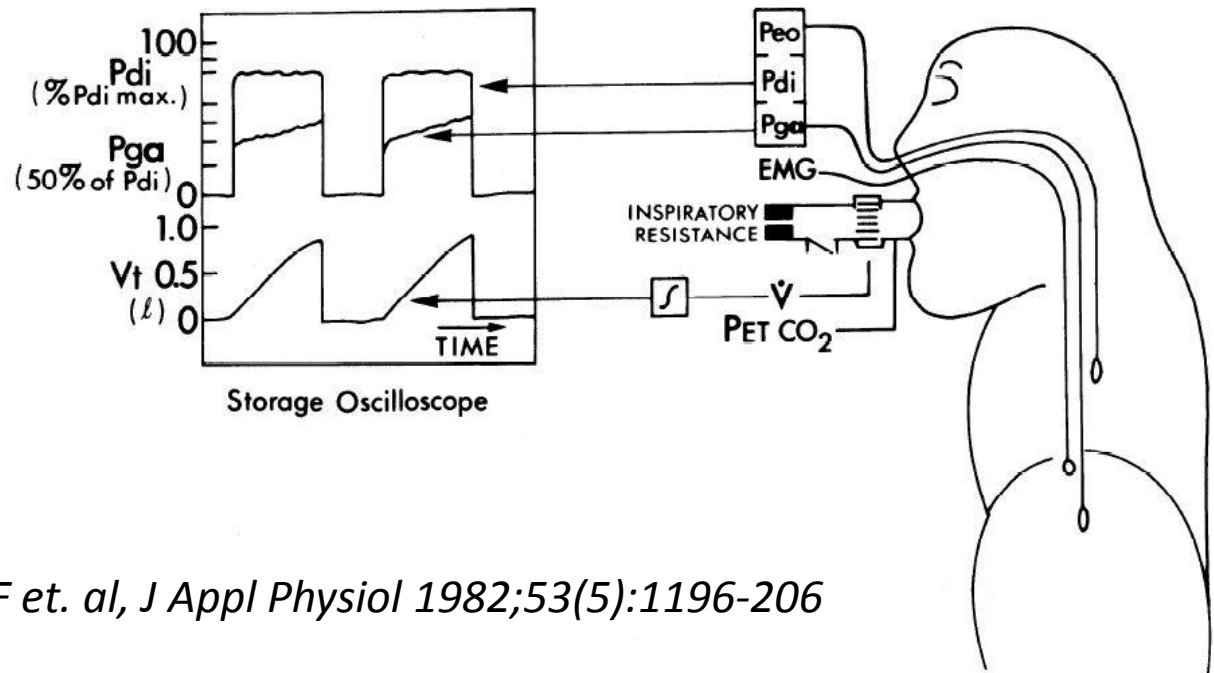 100
Pdi
(%Pdi max.)
Pga
(50% of Pdi) 0
1.0
Vt 0.5
(ℓ) 0
TIME
Storage Oscilloscope
Peo
Pdi
Pga
EMG
INSPIRATORY
RESISTANCE
∫
V̇
PET CO₂
F et. al, J Appl Physiol 1982;53(5):1196-206